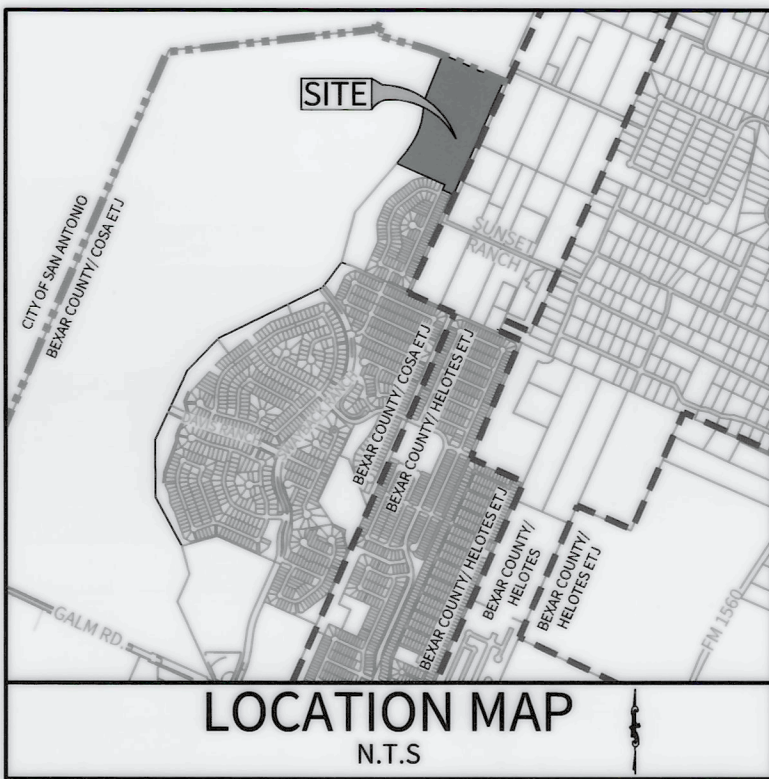 SITE
SUNSET
RANCH
CITY OF SAN ANTONIO
BEXAR COUNTY/ COSA ETJ
BEXAR COUNTY/ COSA ETJ
BEXAR COUNTY/ HELOTES ETJ
BEXAR COUNTY/ HELOTES ETJ
BEXAR COUNTY/
HELOTES
BEXAR COUNTY/
HELOTES ETJ
GALM RD.
FM 1560
LOCATION MAP
N.T.S